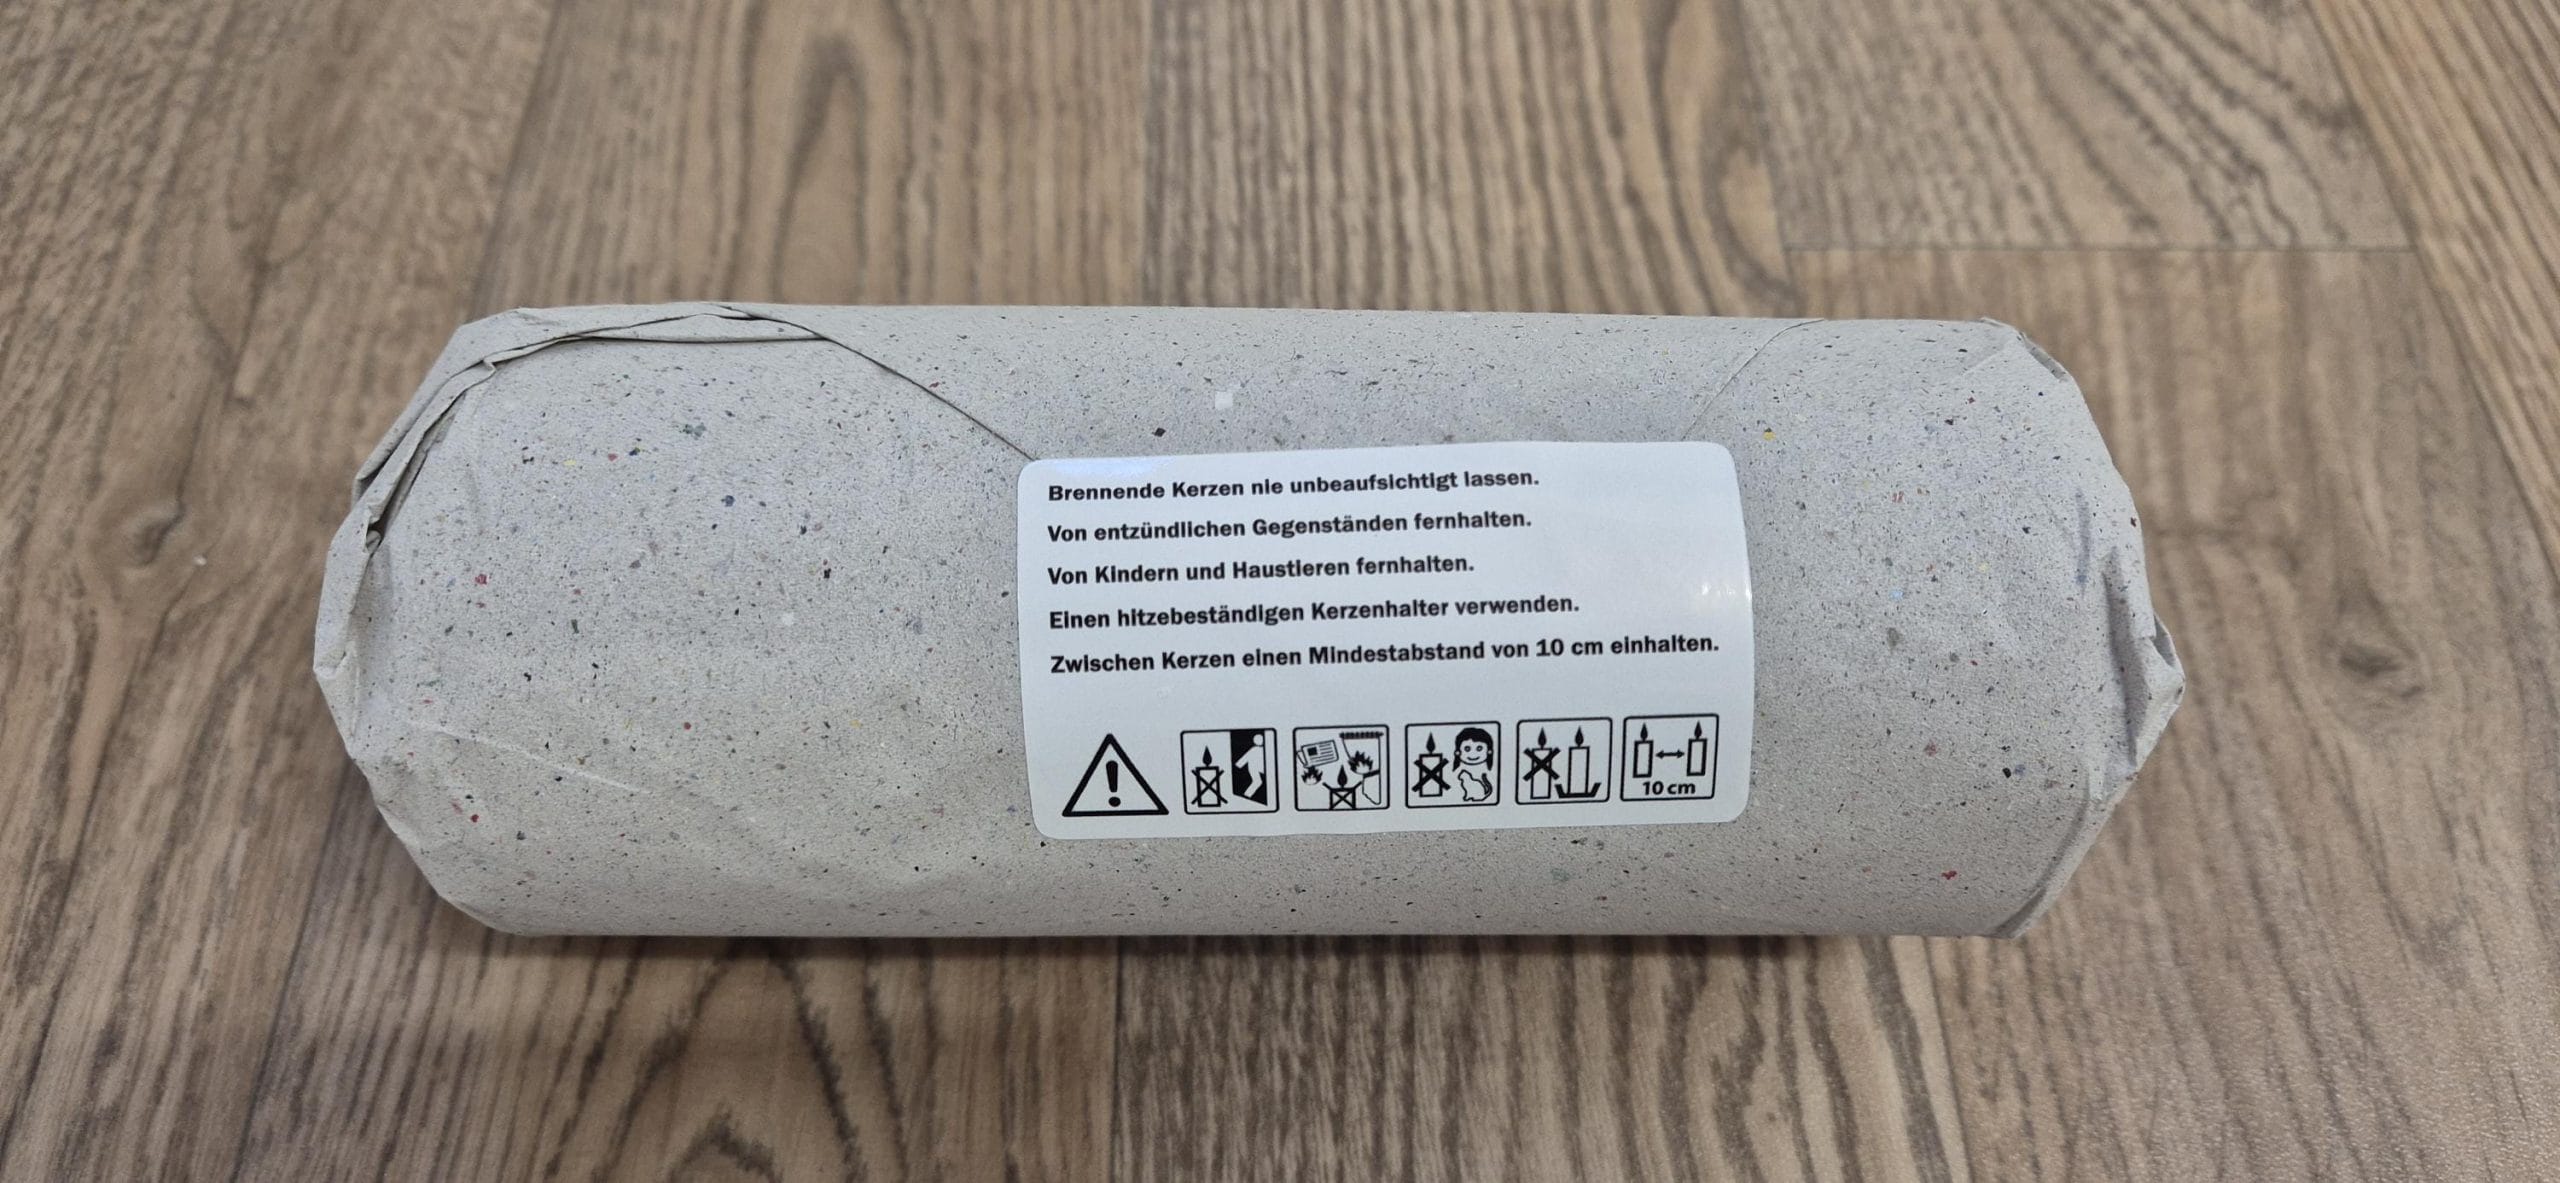 Brennende Kerzen nie unbeaufsichtigt lassen.
Von entzündlichen Gegenständen fernhalten.
Von Kindern und Haustieren fernhalten.
Einen hitzebeständigen Kerzenhalter verwenden.
Zwischen Kerzen einen Mindestabstand von 10 cm einhalten.
10 cm